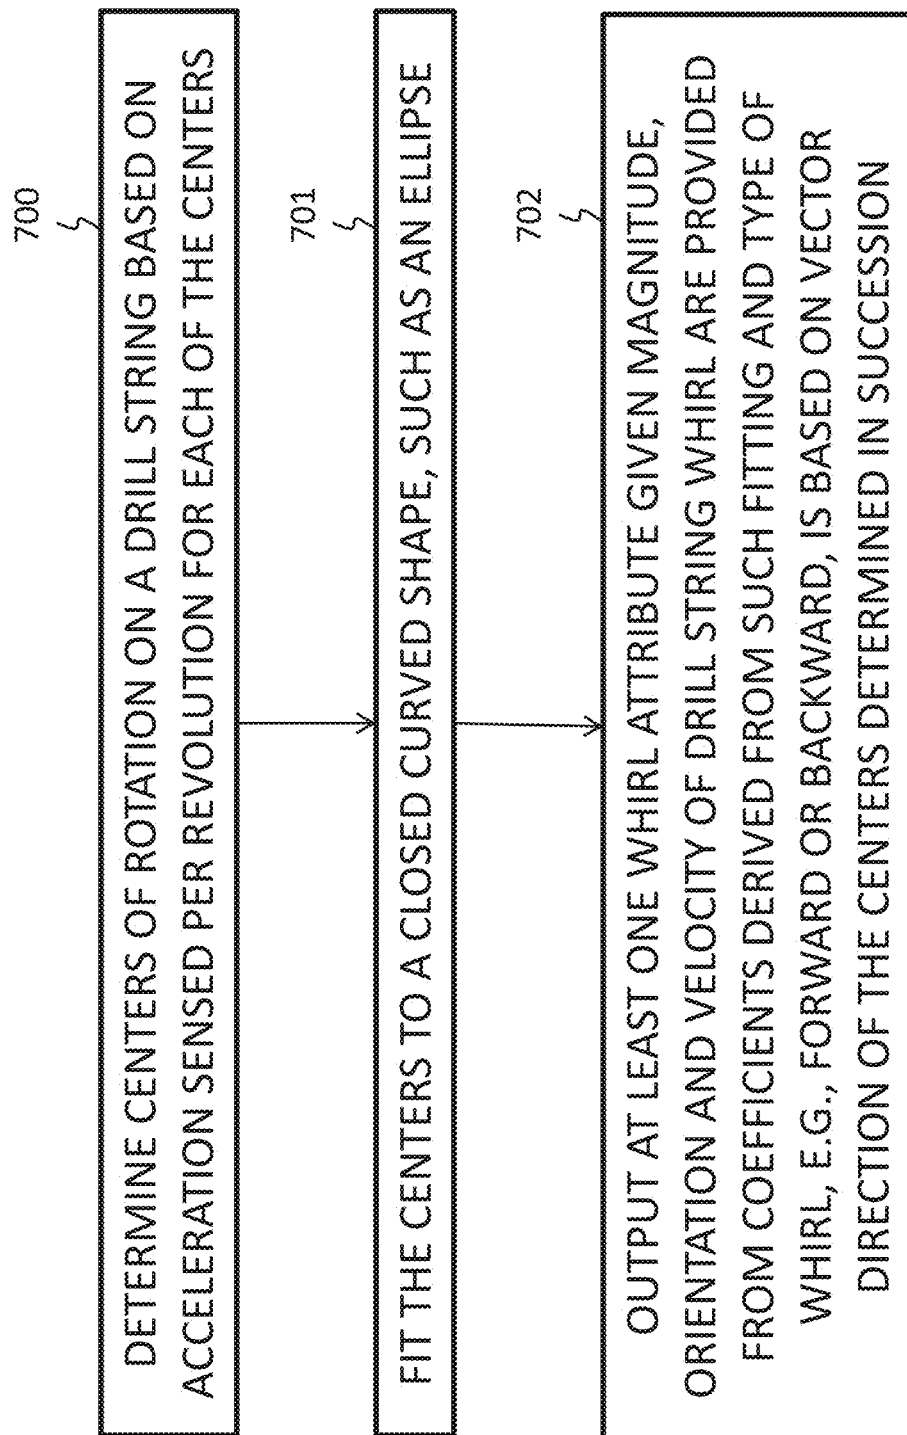 700
DETERMINE CENTERS OF ROTATION ON A DRILL STRING BASED ON
ACCELERATION SENSED PER REVOLUTION FOR EACH OF THE CENTERS
701
FIT THE CENTERS TO A CLOSED CURVED SHAPE, SUCH AS AN ELLIPSE
702
OUTPUT AT LEAST ONE WHIRL ATTRIBUTE GIVEN MAGNITUDE,
ORIENTATION AND VELOCITY OF DRILL STRING WHIRL ARE PROVIDED
FROM COEFFICIENTS DERIVED FROM SUCH FITTING AND TYPE OF
WHIRL, E.G., FORWARD OR BACKWARD, IS BASED ON VECTOR
DIRECTION OF THE CENTERS DETERMINED IN SUCCESSION